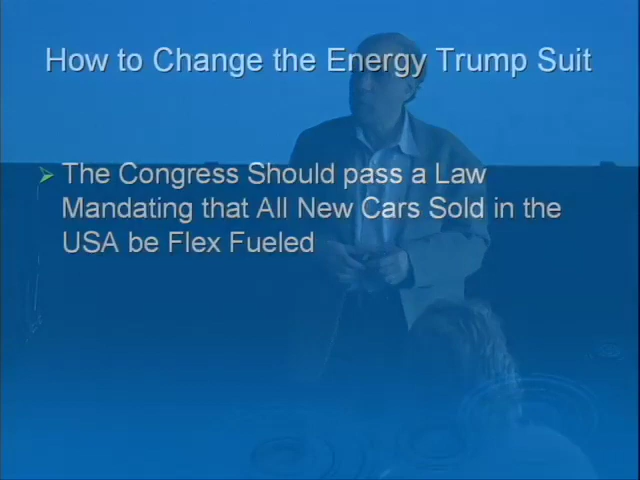 How to Change the Energy Trump Suit
The Congress Should pass a Law
Mandating that All New Cars Sold in the
USA be Flex Fueled